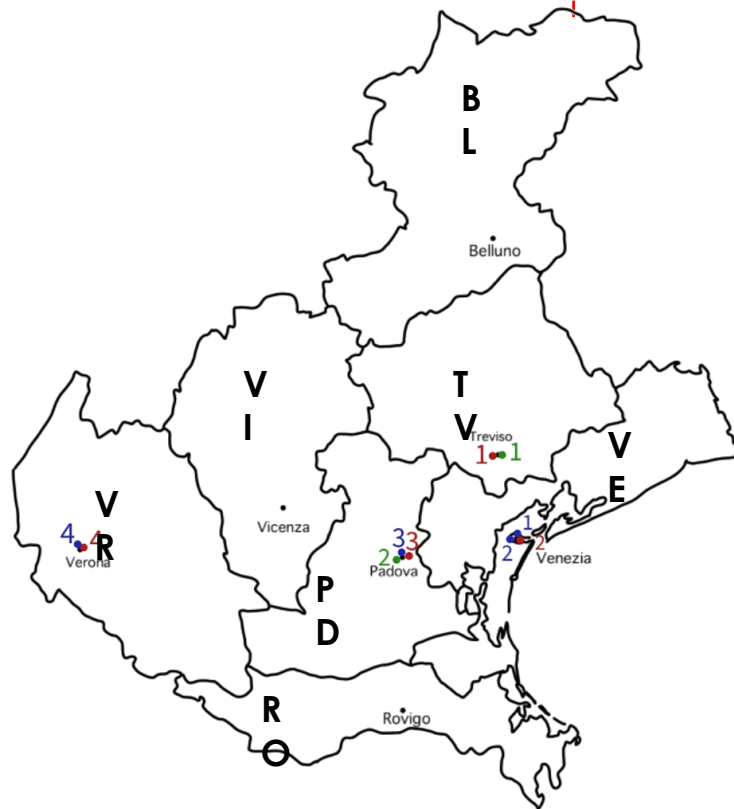 B
L
Belluno
V
I
T
V
Treviso
1 1
V
E
Vicenza
V
R
4 4
Verona
3 3
2
Padova
1
2 2
Venezia
P
D
R
O
Rovigo